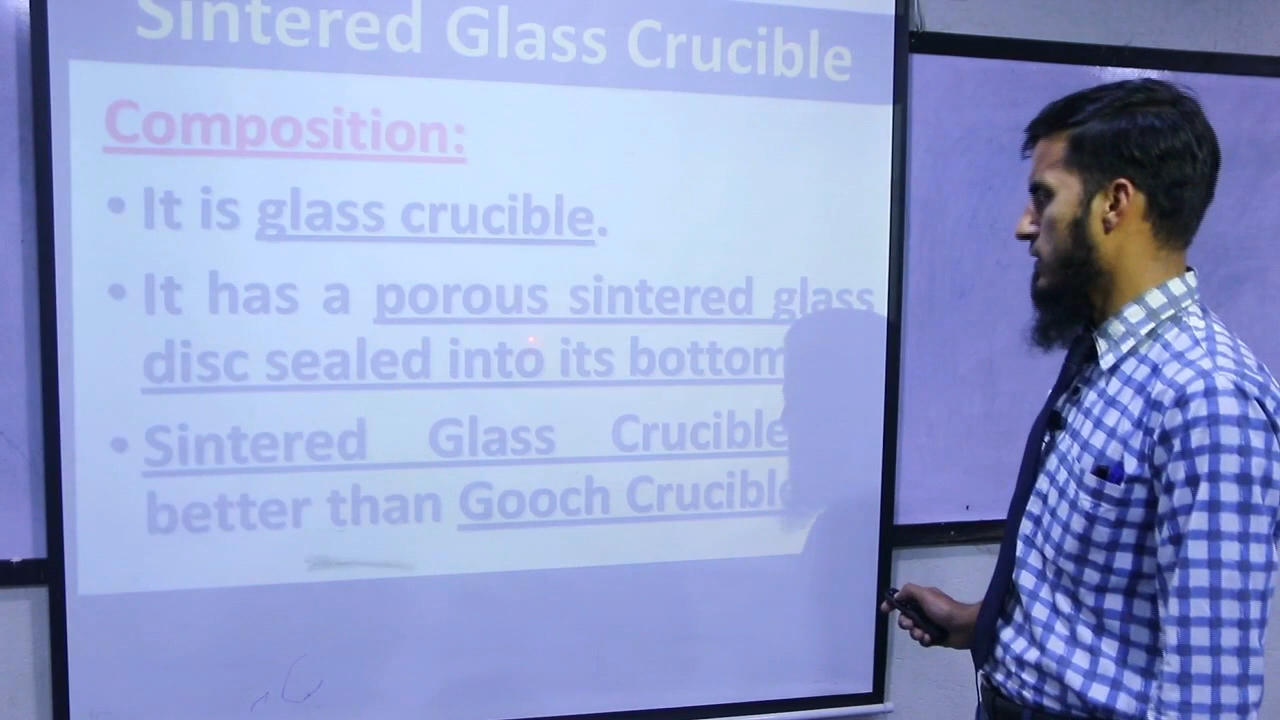 Sintered Glass Crucible
Composition:
• It is glass crucible.
• It has a porous sintered glass
disc sealed into its bottom
• Sintered Glass Crucible
better than Gooch Crucible